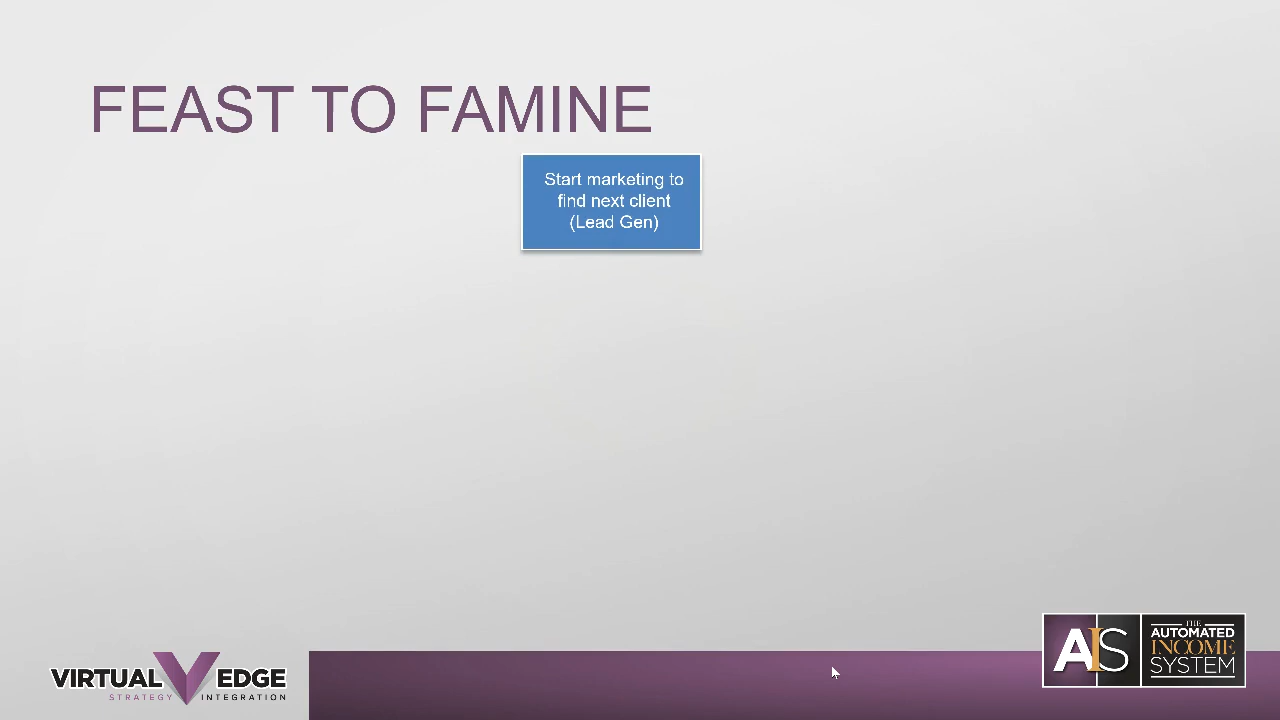 FEAST TO FAMINE
Start marketing to
find next client
(Lead Gen)
VIRTUAL EDGE
STRATEGY INTEGRATION
AIS
THE
AUTOMATED
INCOME
SYSTEM